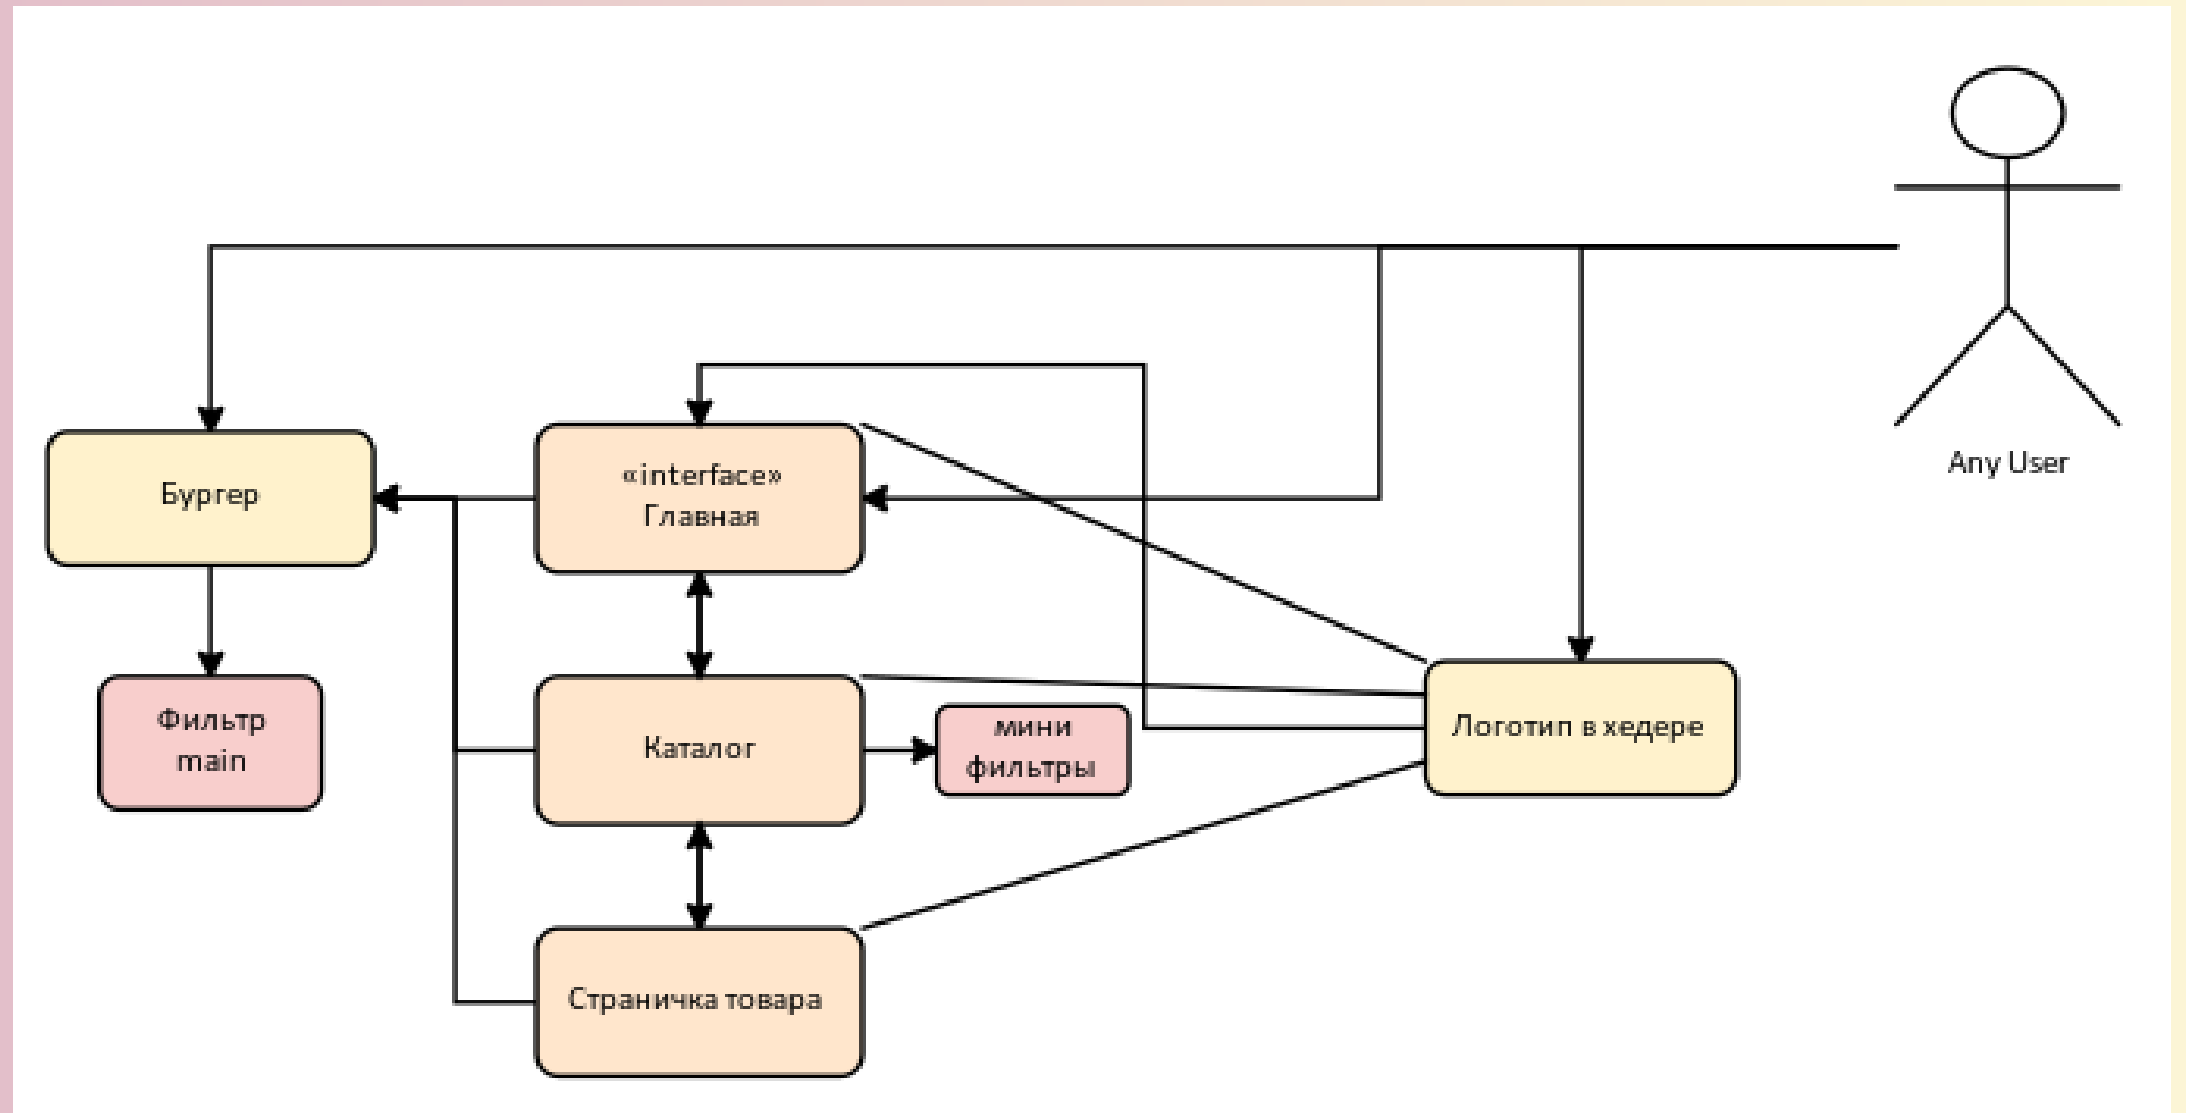 Any User
Бургер
«interface»
Главная
Фильтр
main
Каталог
мини
фильтры
Логотип в хедере
Страничка товара